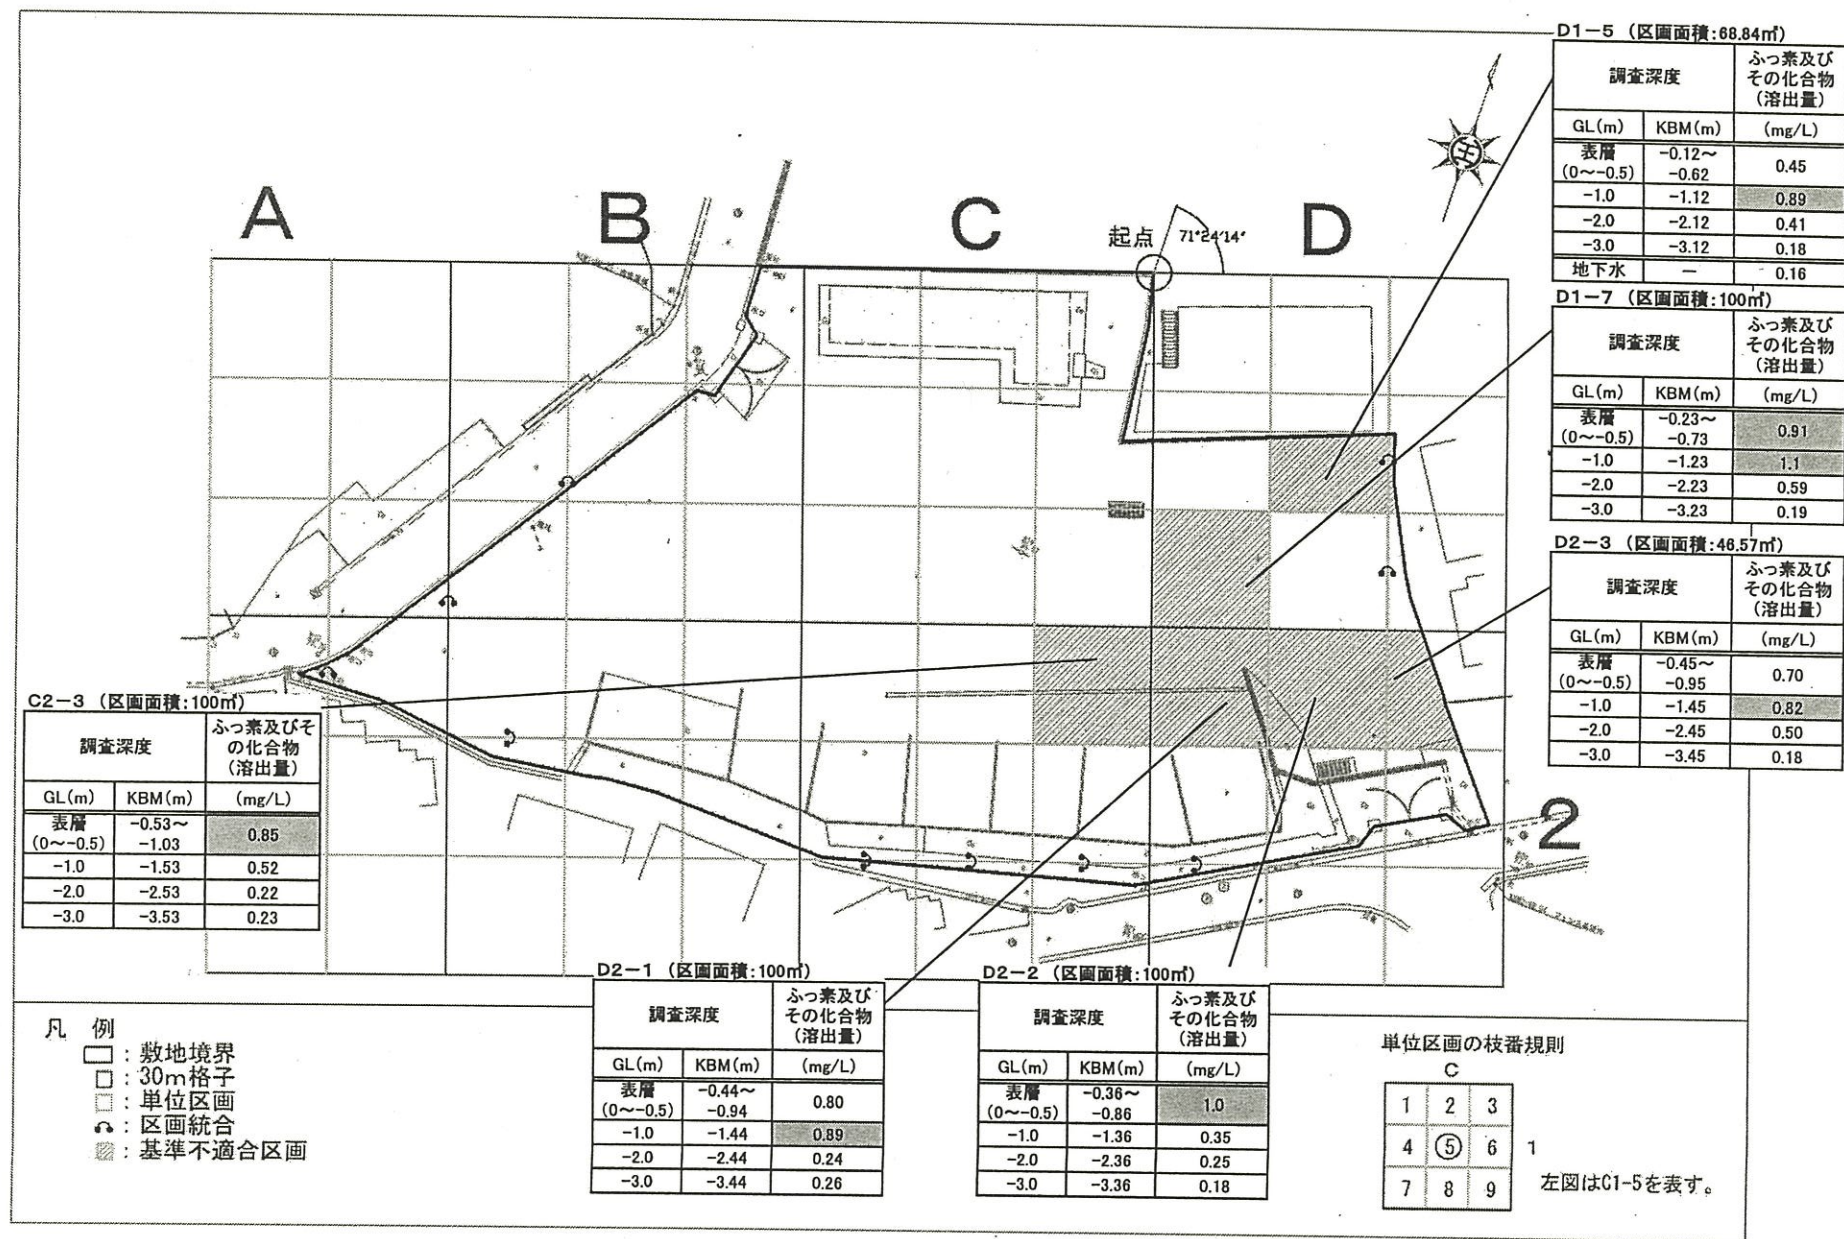 A
B
C
D
2
起点
71°24′14″
D1-5 (区画面積:68.84㎡)
調査深度
ふっ素及び
その化合物
(溶出量)
GL(m) KBM(m) (mg/L)
表層
(0～-0.5)
-0.12～
-0.62
0.45
-1.0 -1.12 0.89
-2.0 -2.12 0.41
-3.0 -3.12 0.18
地下水 － 0.16
D1-7 (区画面積:100㎡)
調査深度
ふっ素及び
その化合物
(溶出量)
GL(m) KBM(m) (mg/L)
表層
(0～-0.5)
-0.23～
-0.73
0.91
-1.0 -1.23 1.1
-2.0 -2.23 0.59
-3.0 -3.23 0.19
D2-3 (区画面積:46.57㎡)
調査深度
ふっ素及び
その化合物
(溶出量)
GL(m) KBM(m) (mg/L)
表層
(0～-0.5)
-0.45～
-0.95
0.70
-1.0 -1.45 0.82
-2.0 -2.45 0.50
-3.0 -3.45 0.18
C2-3 (区画面積:100㎡)
調査深度
ふっ素及びそ
の化合物
(溶出量)
GL(m) KBM(m) (mg/L)
表層
(0～-0.5)
-0.53～
-1.03
0.85
-1.0 -1.53 0.52
-2.0 -2.53 0.22
-3.0 -3.53 0.23
D2-1 (区画面積:100㎡)
調査深度
ふっ素及び
その化合物
(溶出量)
GL(m) KBM(m) (mg/L)
表層
(0～-0.5)
-0.44～
-0.94
0.80
-1.0 -1.44 0.89
-2.0 -2.44 0.24
-3.0 -3.44 0.26
D2-2 (区画面積:100㎡)
調査深度
ふっ素及び
その化合物
(溶出量)
GL(m) KBM(m) (mg/L)
表層
(0～-0.5)
-0.36～
-0.86
1.0
-1.0 -1.36 0.35
-2.0 -2.36 0.25
-3.0 -3.36 0.18
凡 例
：敷地境界
：30m格子
：単位区画
：区画統合
：基準不適合区画
単位区画の枝番規則
C
1 2 3
4 ⑤ 6 1
7 8 9
左図はC1-5を表す。